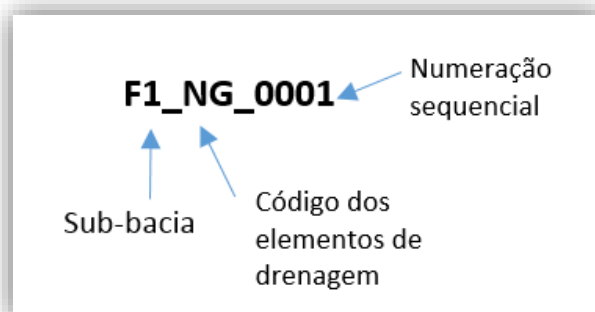 F1_NG_0001
Numeração
sequencial
Sub-bacia
Código dos
elementos de
drenagem